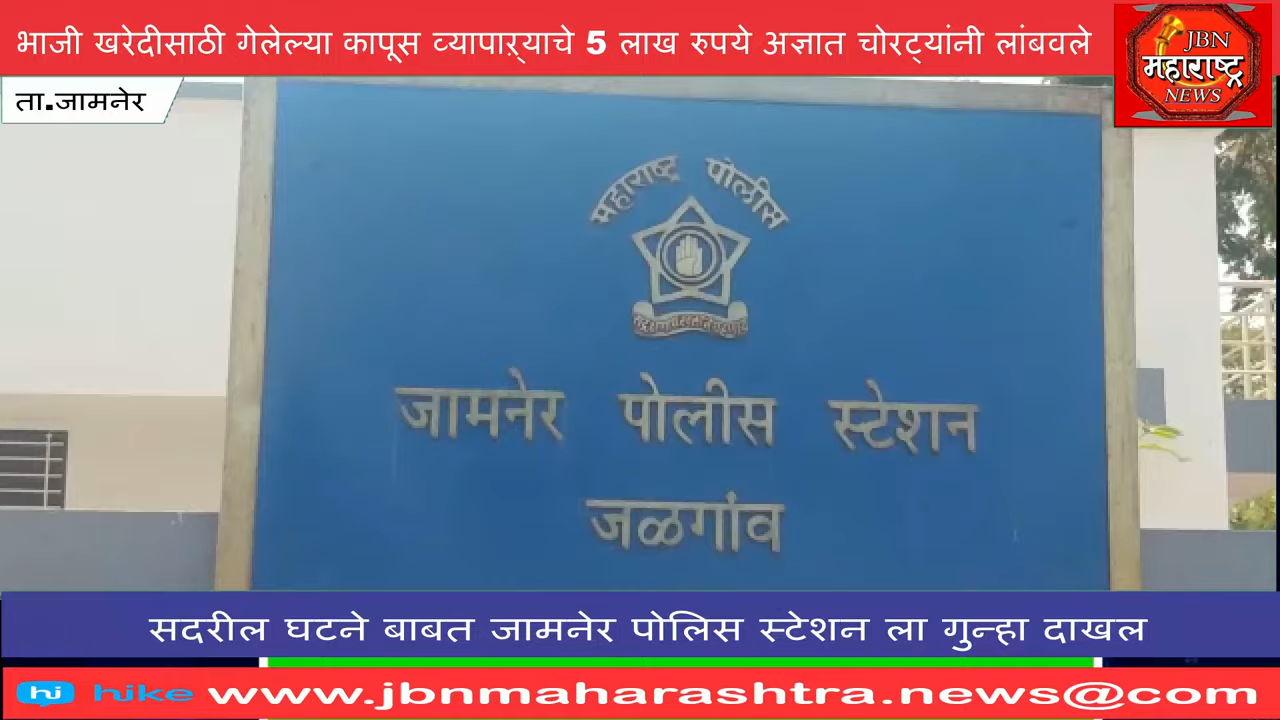 भाजी खरेदीसाठी गेलेल्या कापूस व्यापाऱ्याचे 5 लाख रुपये अज्ञात चोरट्यांनी लांबवले
JBN
महाराष्ट्र
NEWS
ता.जामनेर
महाराष्ट्र पोलीस
जामनेर पोलीस स्टेशन
जळगांव
सदरील घटने बाबत जामनेर पोलिस स्टेशन ला गुन्हा दाखल
hi hike www.jbnmaharashtra.news@com